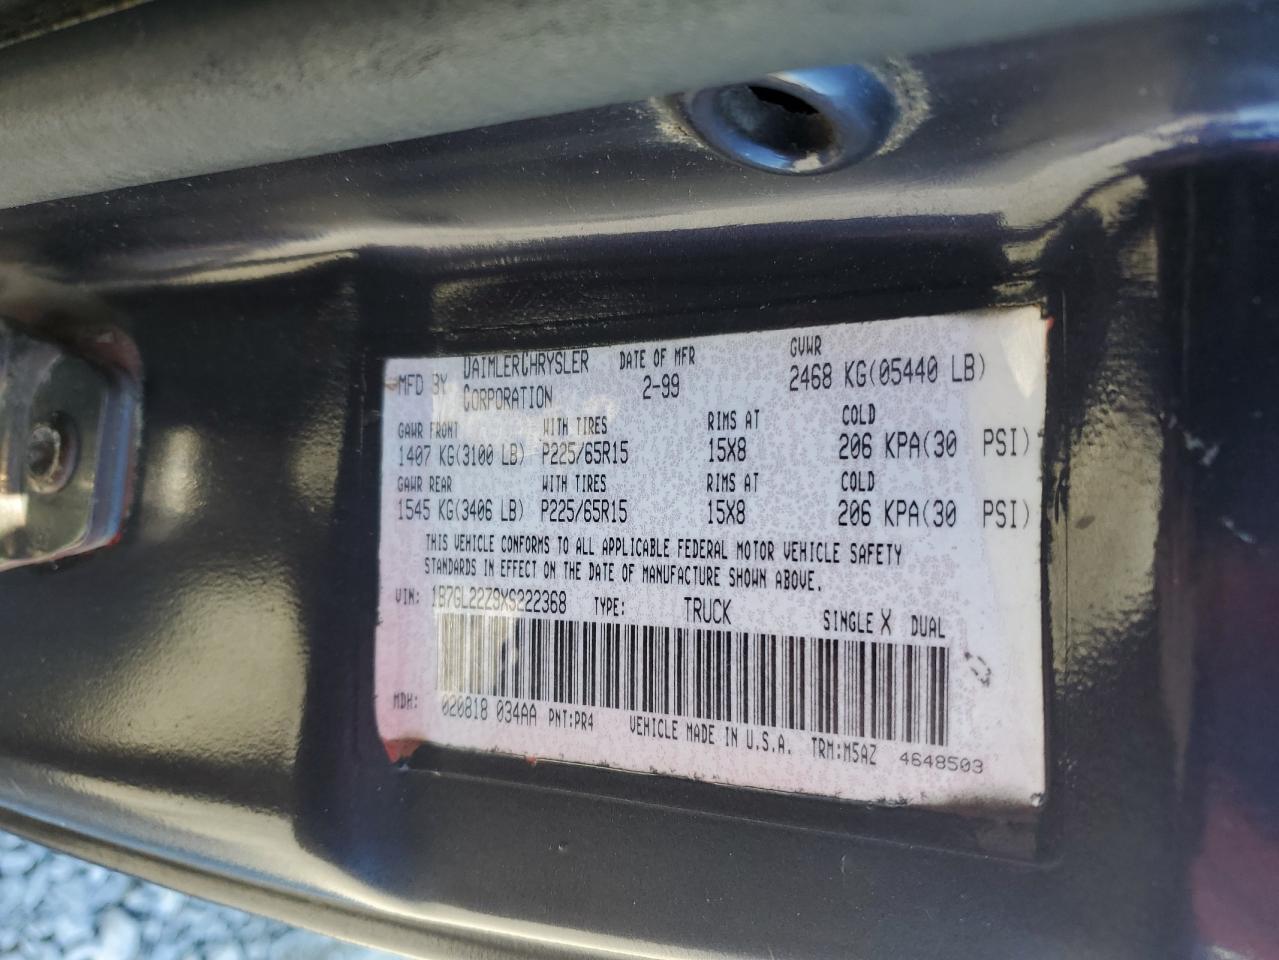 MFD BY DAIMLERCHRYSLER CORPORATION DATE OF MFR 2-99 GVWR 2468 KG(05440 LB)
GAWR FRONT WITH TIRES RIMS AT COLD
1407 KG(3100 LB) P225/65R15 15X8 206 KPA(30 PSI)
GAWR REAR WITH TIRES RIMS AT COLD
1545 KG(3406 LB) P225/65R15 15X8 206 KPA(30 PSI)
THIS VEHICLE CONFORMS TO ALL APPLICABLE FEDERAL MOTOR VEHICLE SAFETY
STANDARDS IN EFFECT ON THE DATE OF MANUFACTURE SHOWN ABOVE.
VIN: 1B7GL22Z9XS222368 TYPE: TRUCK SINGLE X DUAL
MDH: 020818 034AA PNT:PR4 VEHICLE MADE IN U.S.A. TRM:M5AZ 4648503